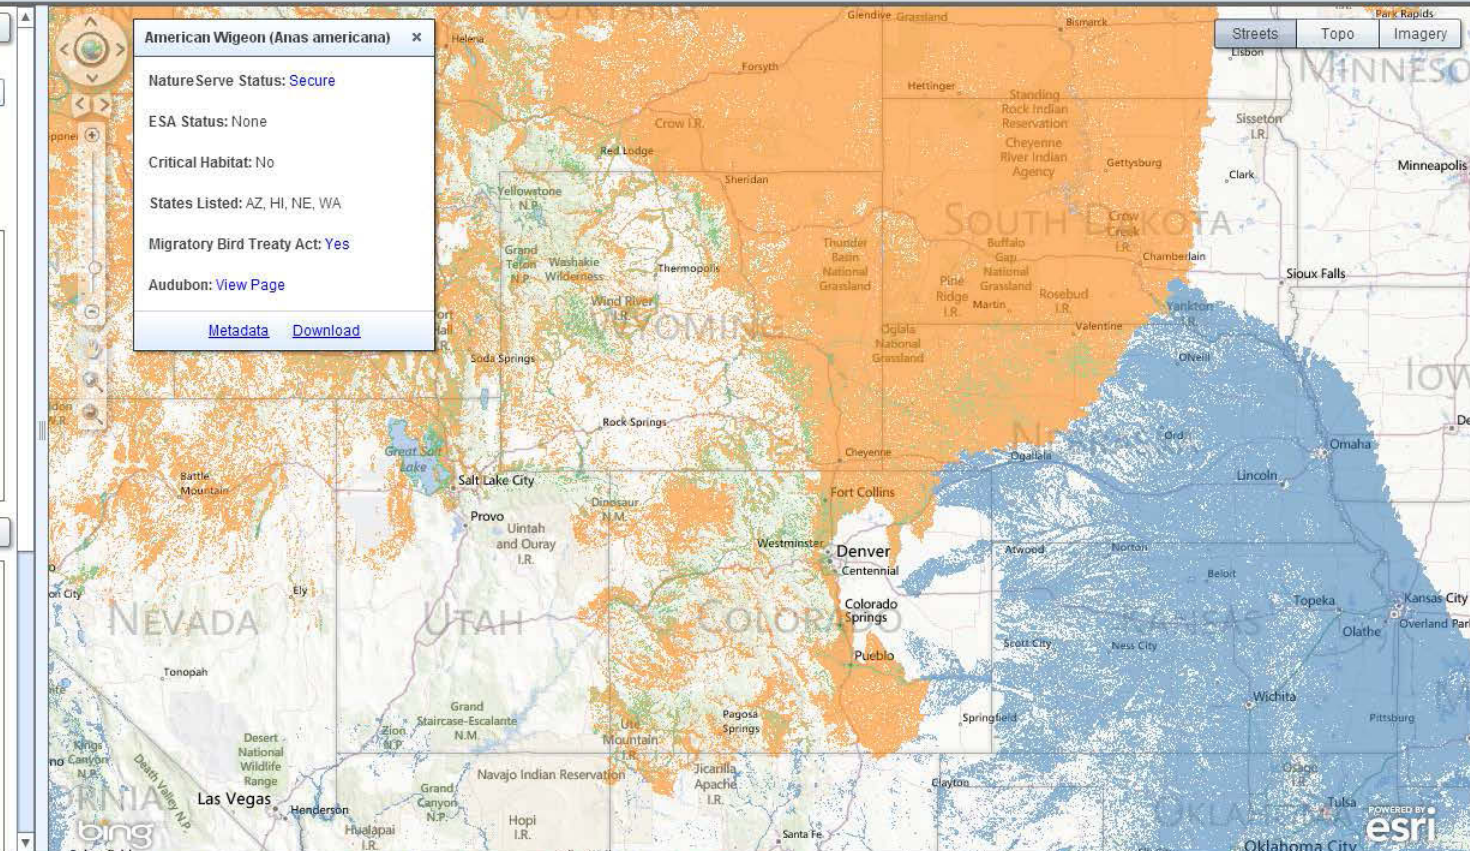 American Wigeon (Anas americana)
×
NatureServe Status: Secure
ESA Status: None
Critical Habitat: No
States Listed: AZ, HI, NE, WA
Migratory Bird Treaty Act: Yes
Audubon: View Page
Metadata
Download
Streets
Topo
Imagery
Helena
Glendive
Grassland
Bismarck
Park Rapids
Lisbon
Forsyth
Hettinger
Standing
Rock Indian
Reservation
Crow I.R.
Cheyenne
River Indian
Agency
Sisseton
I.R.
Red Lodge
Gettysburg
Minneapolis
Sheridan
Clark
Yellowstone
N.P.
SOUTH DAKOTA
Crow
Creek
I.R.
Grand
Teton
N.P.
Washakie
Wilderness
Thunder
Basin
National
Grassland
Buffalo
Gap
National
Grassland
Chamberlain
Thermopolis
Sioux Falls
Pine
Ridge
I.R.
Martin
Rosebud
I.R.
Wind River
I.R.
Yankton
I.R.
WYOMING
Valentine
Oglala
National
Grassland
Soda Springs
ONeill
Rock Springs
Great Salt
Lake
Ord
Omaha
Cheyenne
Ogallala
Battle
Mountain
Salt Lake City
Lincoln
Fort Collins
Dinosaur
N.M.
Provo
Uintah
and Ouray
I.R.
Westminster
Denver
Centennial
Atwood
Norton
Beloit
Ely
Topeka
Kansas City
Colorado
Springs
Overland Par
NEVADA
UTAH
COLORADO
Olathe
Scott City
Ness City
Pueblo
Tonopah
Wichita
Grand
Staircase-Escalante
N.M.
Pagosa
Springs
Springfield
Pittsburg
Zion
N.P.
Ute
Mountain
I.R.
Desert
National
Wildlife
Range
Kings
Canyon
N.P.
Death Valley N.P.
Navajo Indian Reservation
Jicarilla
Apache
I.R.
Clayton
Osage
Las Vegas
Henderson
Grand
Canyon
N.P.
Tulsa
Hualapai
I.R.
Hopi
I.R.
Santa Fe
Oklahoma City
bing
POWERED BY
esri